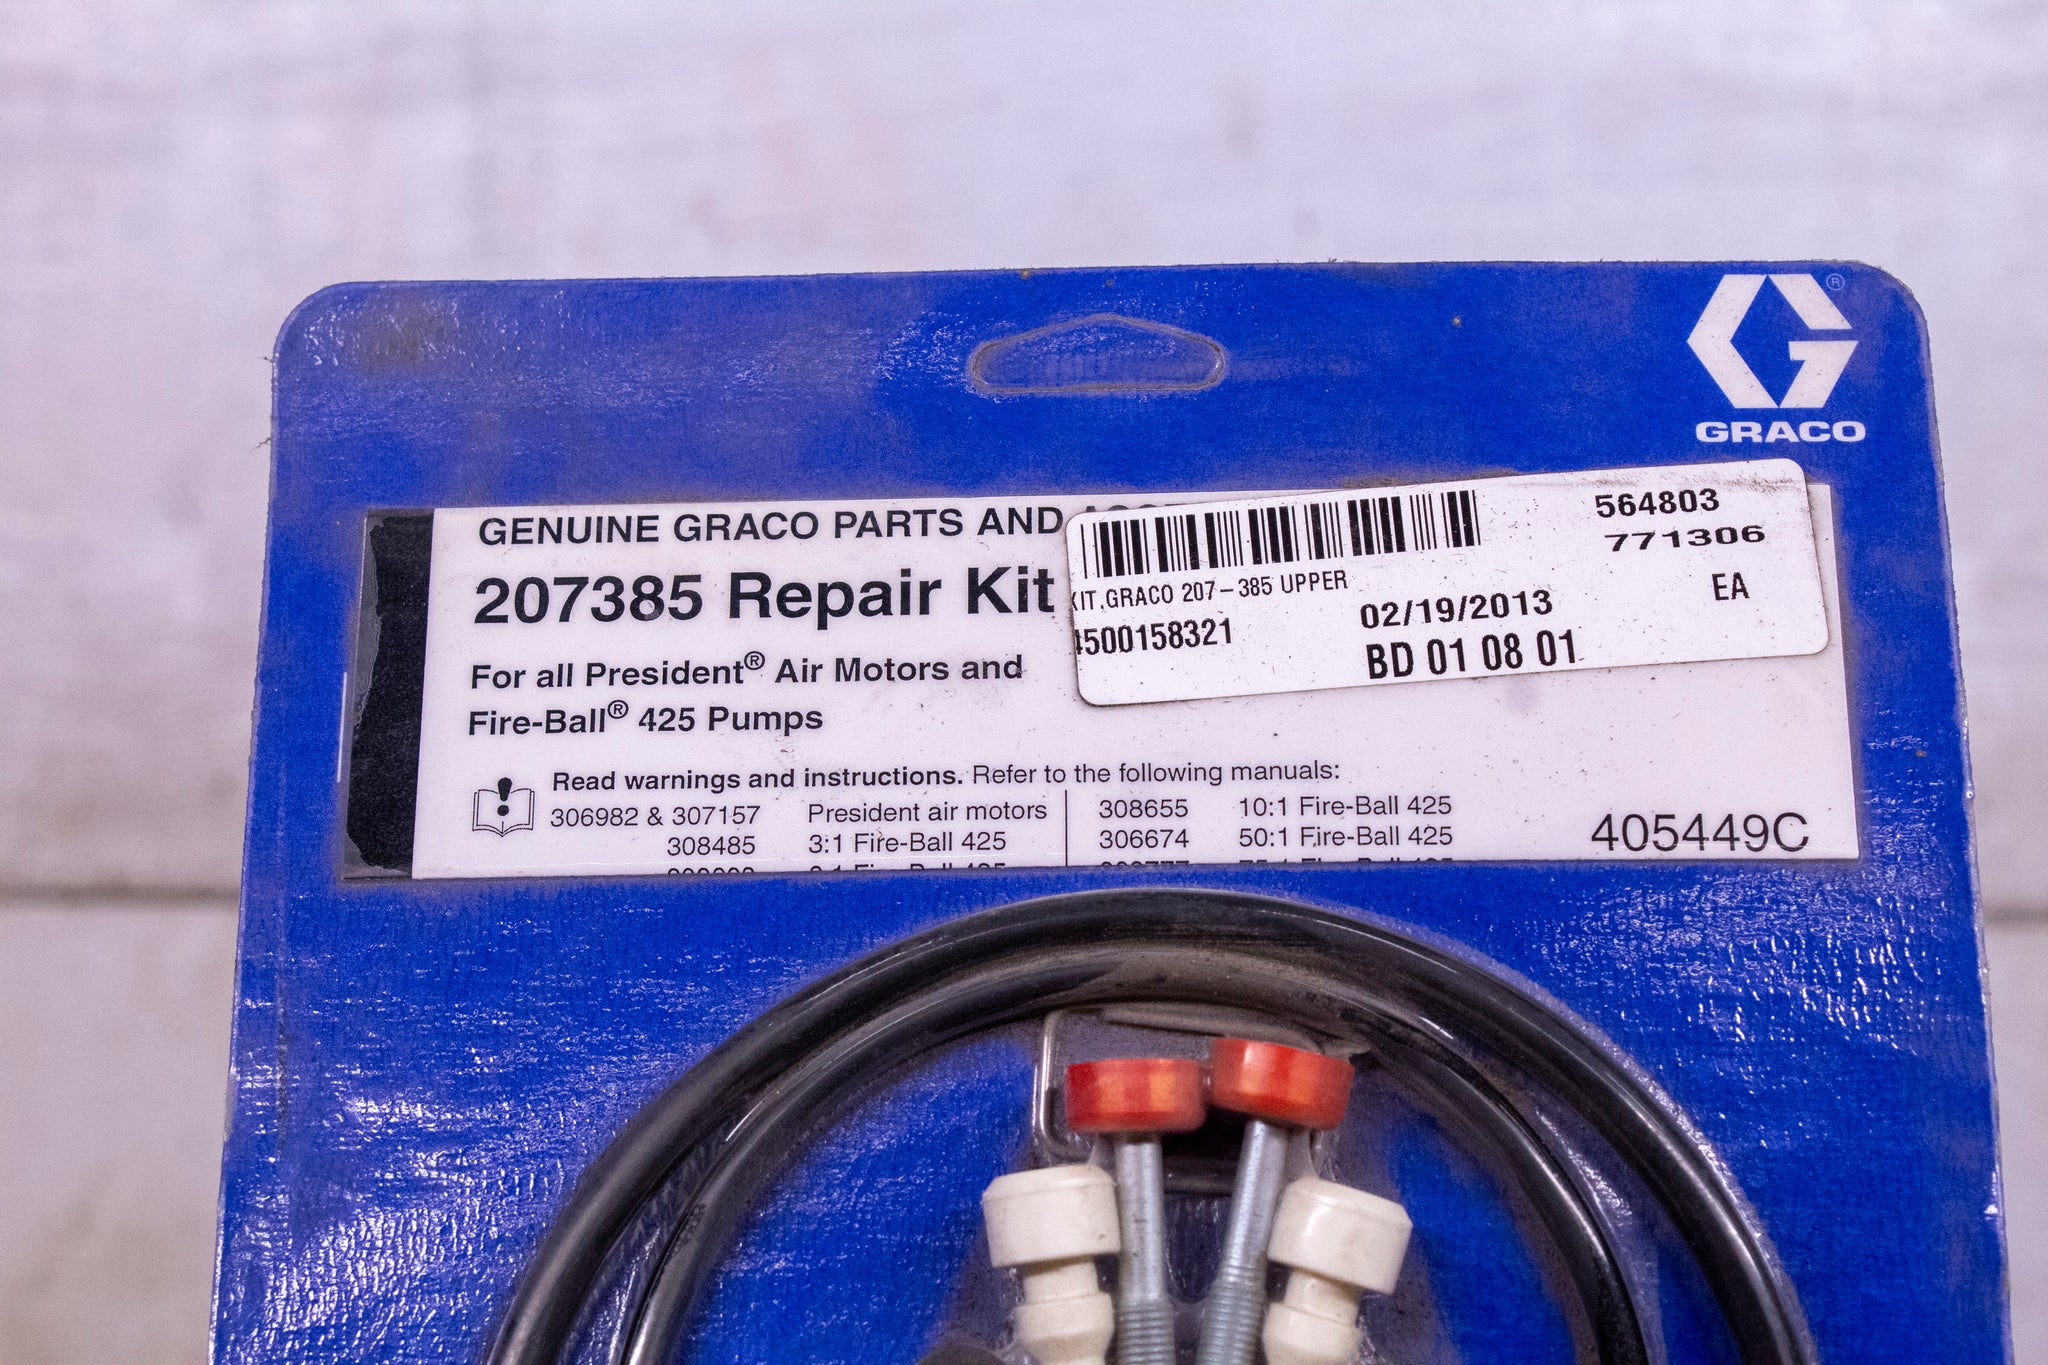 ®
GRACO
GENUINE GRACO PARTS AND
207385 Repair Kit
For all President® Air Motors and
Fire-Ball® 425 Pumps
564803
771306
KIT,GRACO 207-385 UPPER
EA
4500158321
02/19/2013
BD 01 08 01
Read warnings and instructions. Refer to the following manuals:
306982 & 307157 President air motors
308485 3:1 Fire-Ball 425
308655 10:1 Fire-Ball 425
306674 50:1 Fire-Ball 425
405449C